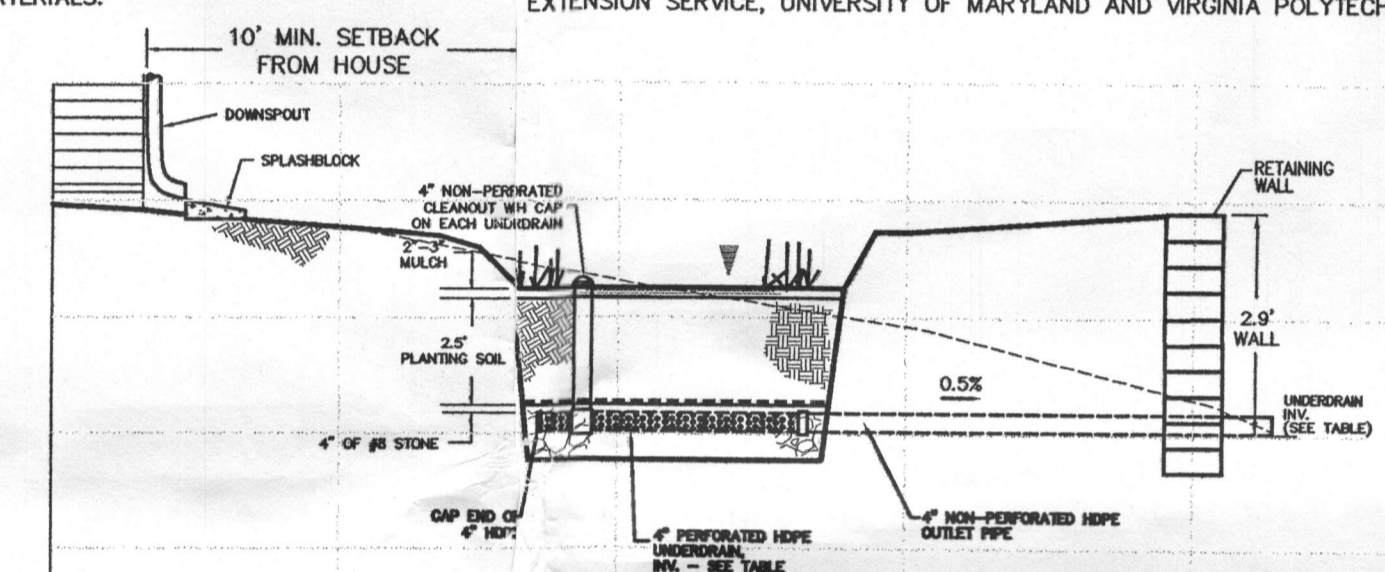 EXTENSION SERVICE, UNIVERSITY OF MARYLAND AND VIRGINIA POLYTECH
10' MIN. SETBACK
FROM HOUSE
DOWNSPOUT
SPLASHBLOCK
4" NON-PERFRATED
CLEANOUT WH CAP
ON EACH UNDRDRAIN
2"-3"
MULCH
RETAINING
WALL
2.5'
PLANTING SOIL
2.9'
WALL
0.5%
UNDERDRAIN
INV.
(SEE TABLE)
4" OF #8 STONE
CAP END OF
4" HDP
4" PERFORATED HDPE
UNDERDRAIN,
INV. - SEE TABLE
4" NON-PERFORATED HDPE
OUTLET PIPE